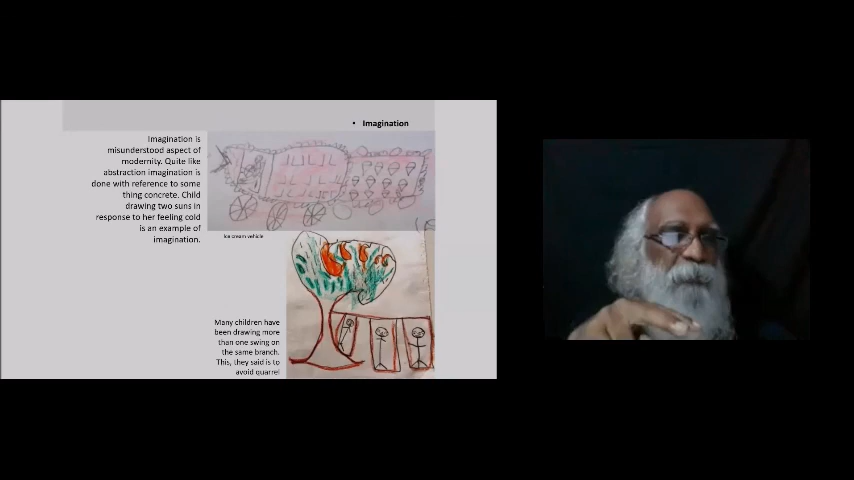 • Imagination
Imagination is
misunderstood aspect of
modernity. Quite like
abstraction imagination is
done with reference to some
thing concrete. Child
drawing two suns in
response to her feeling cold
is an example of
imagination.
Ice cream vehicle
Many children have
been drawing more
than one swing on
the same branch.
This, they said is to
avoid quarrel